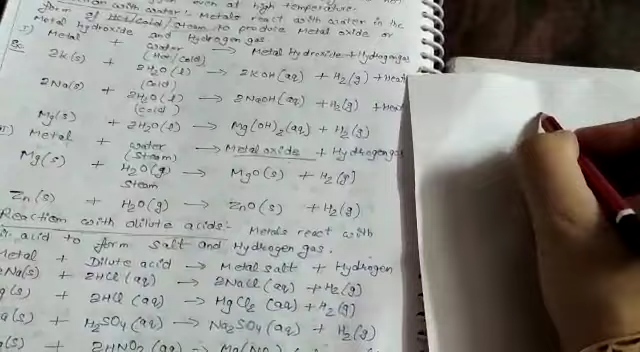 even at high temperature.
with water :- Metals react with water in the
form of Hot/cold/steam to produce Metal oxide or
Metal hydroxide and Hydrogen gas.
Metal + water (Hot/cold) → Metal Hydroxide + Hydrogen gas
2K(s) + 2H₂O(l) (cold) → 2KOH(aq) + H₂(g) + Heat
2Na(s) + 2H₂O(l) (cold) → 2NaOH(aq) + H₂(g) + Heat
Mg(s) + 2H₂O(l) → Mg(OH)₂(aq) + H₂(g)
Metal + water (steam) → Metal oxide + Hydrogen gas
Mg(s) + H₂O(g) steam → MgO(s) + H₂(g)
Zn(s) + H₂O(g) → ZnO(s) + H₂(g)
Reaction with dilute acids:- Metals react with
acid to form salt and Hydrogen gas.
Metal + Dilute acid → Metal salt + Hydrogen
2Na(s) + 2HCl(aq) → 2NaCl(aq) + H₂(g)
+ 2HCl(aq) → MgCl₂(aq) + H₂(g)
+ H₂SO₄(aq) → Na₂SO₄(aq) + H₂(g)
+ 2HNO₃(aq) →